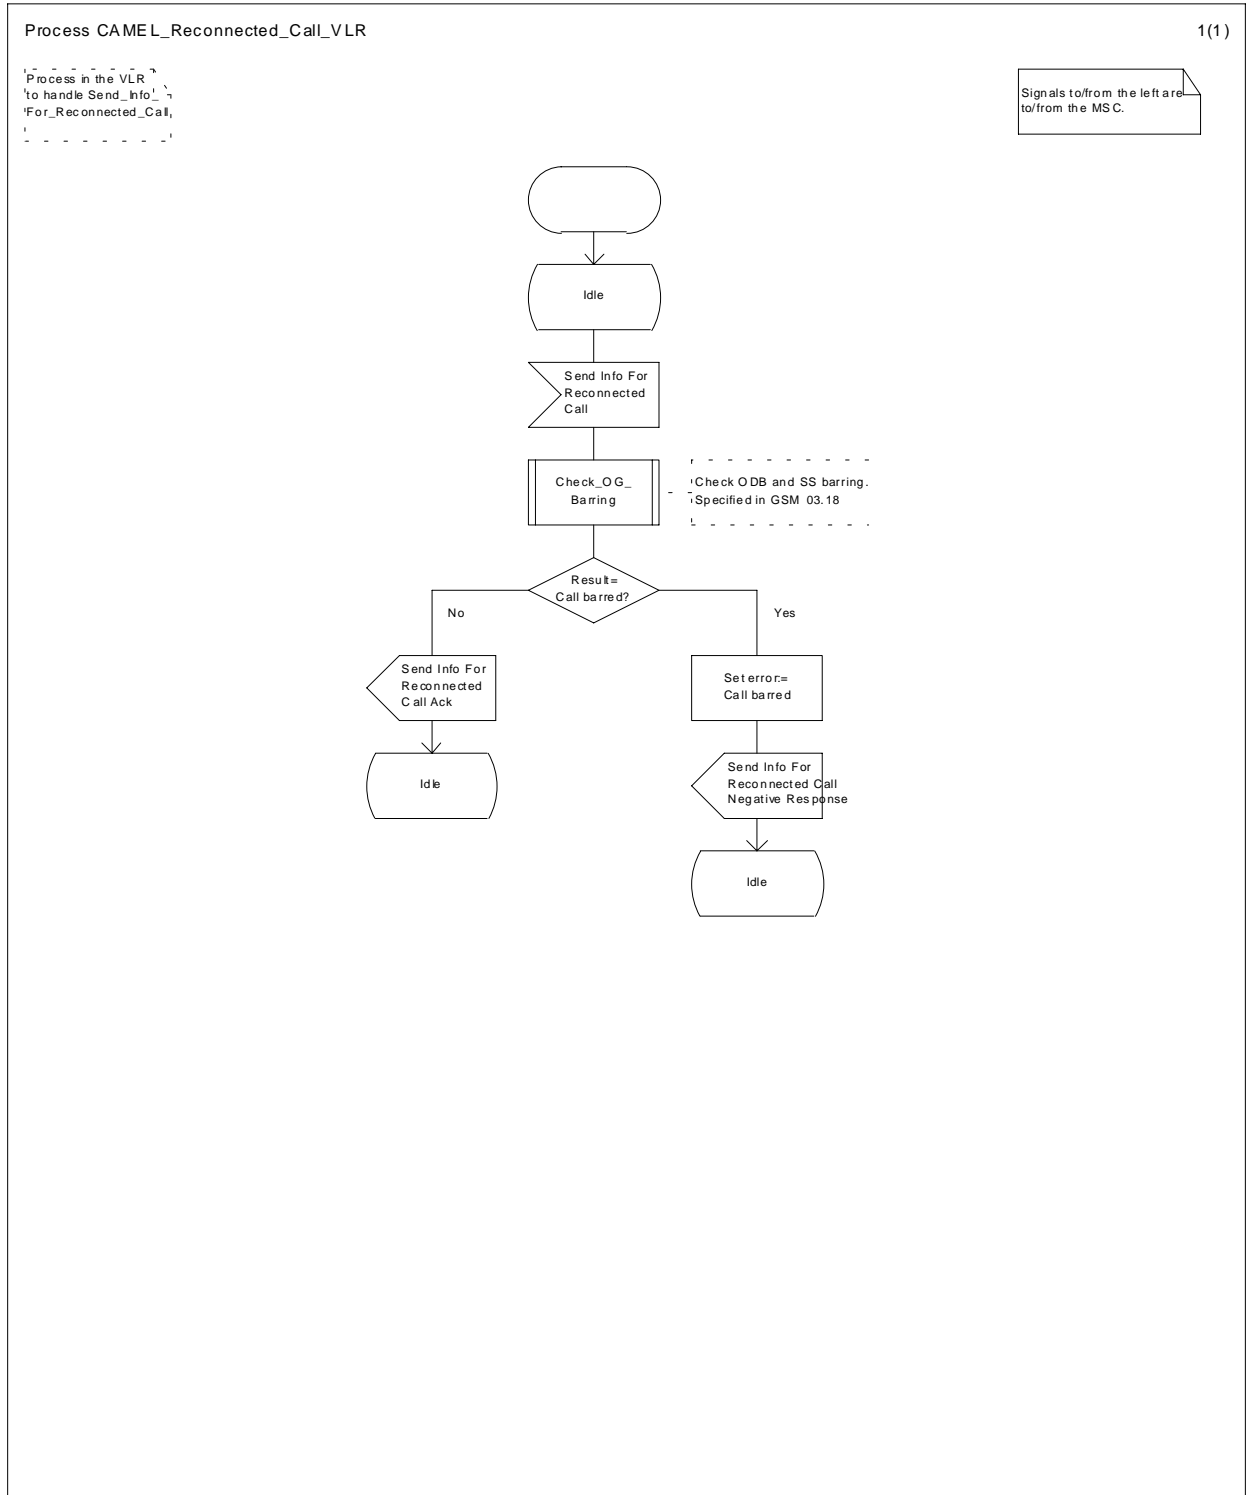 Process CAMEL_Reconnected_Call_VLR
1(1)
Process in the VLR
to handle Send_Info_
For_Reconnected_Call
Signals to/from the left are
to/from the MSC.
Idle
Send Info For
Reconnected
Call
Check_OG_
Barring
Check ODB and SS barring.
Specified in GSM 03.18
Result=
Call barred?
No
Yes
Send Info For
Reconnected
Call Ack
Set error:=
Call barred
Idle
Send Info For
Reconnected Call
Negative Response
Idle